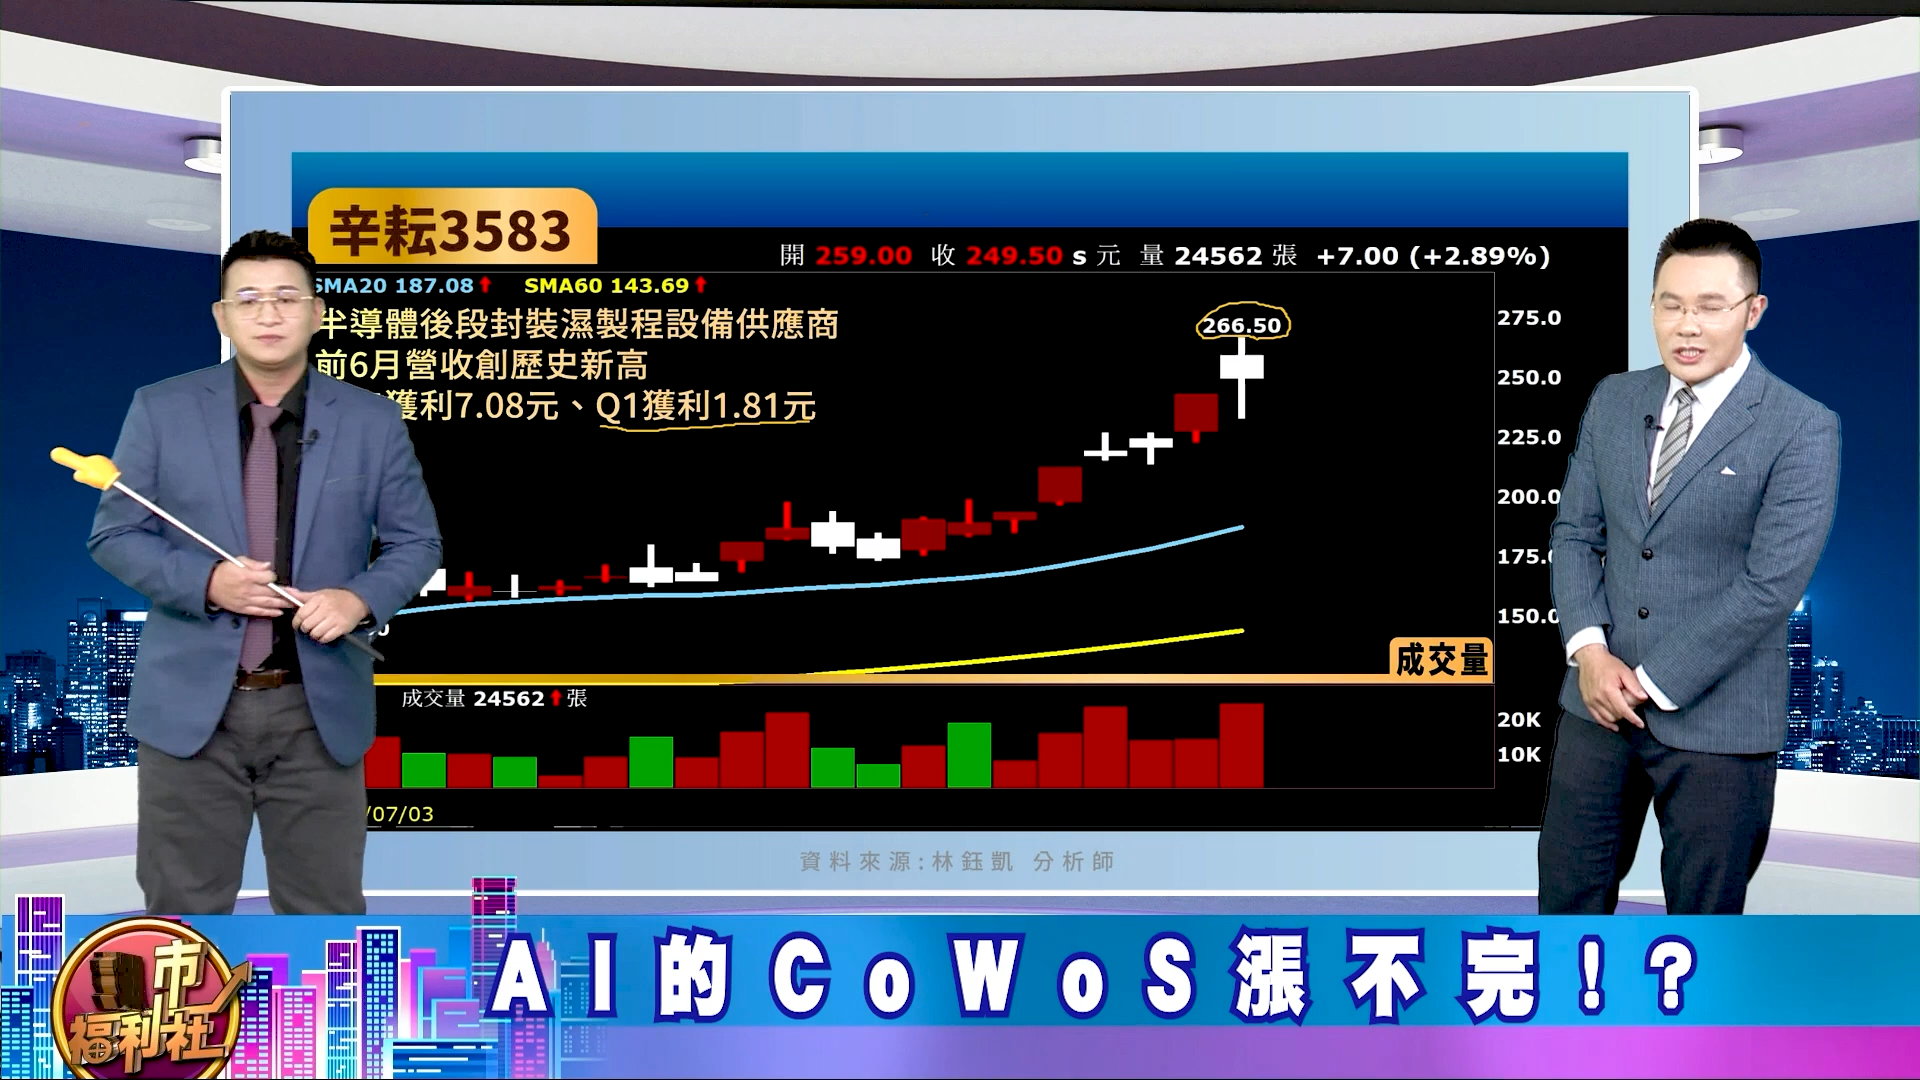 辛耘3583
開 259.00 收 249.50 s 元 量 24562 張 +7.00 (+2.89%)
SMA20 187.08 SMA60 143.69
半導體後段封裝濕製程設備供應商
前6月營收創歷史新高
獲利7.08元、Q1獲利1.81元
266.50
275.0
250.0
225.0
200.0
175.0
150.0
成交量
成交量 24562 張
20K
10K
/07/03
資料來源:林鈺凱 分析師
AI的CoWoS漲不完!?
市
福利社